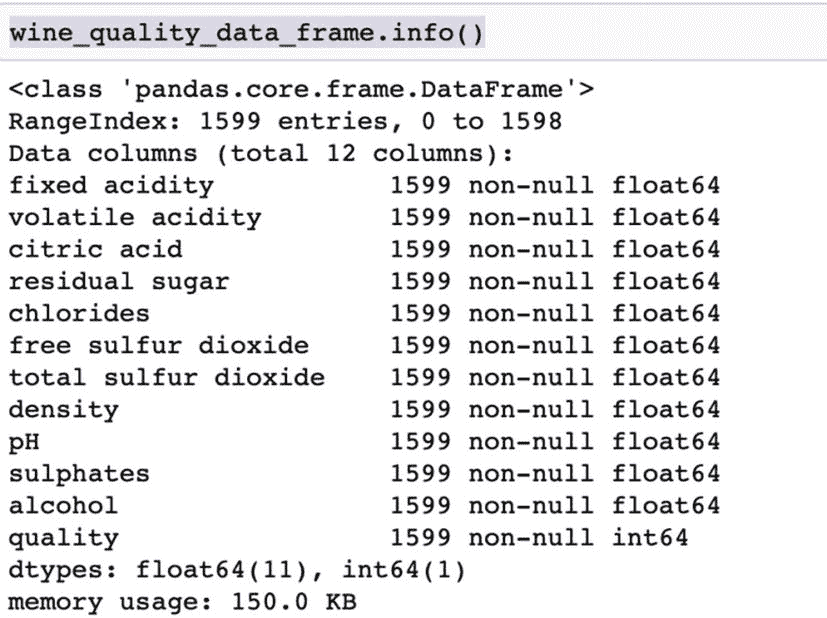 wine_quality_data_frame.info()
<class 'pandas.core.frame.DataFrame'>
RangeIndex: 1599 entries, 0 to 1598
Data columns (total 12 columns):
fixed acidity           1599 non-null float64
volatile acidity        1599 non-null float64
citric acid             1599 non-null float64
residual sugar          1599 non-null float64
chlorides               1599 non-null float64
free sulfur dioxide     1599 non-null float64
total sulfur dioxide    1599 non-null float64
density                 1599 non-null float64
pH                      1599 non-null float64
sulphates               1599 non-null float64
alcohol                 1599 non-null float64
quality                 1599 non-null int64
dtypes: float64(11), int64(1)
memory usage: 150.0 KB